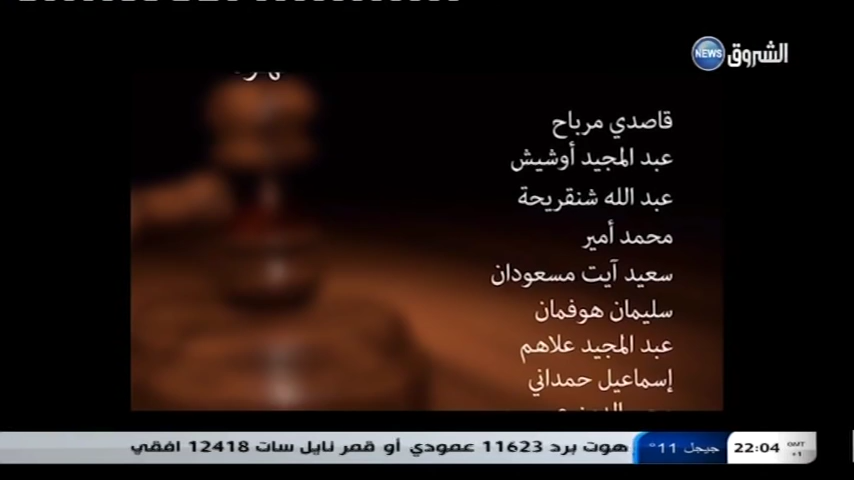 NEWS الشروق
قاصدي مرباح
عبد المجيد أوشيش
عبد الله شنقريحة
محمد أمير
سعيد آيت مسعودان
سليمان هوفمان
عبد المجيد علاهم
إسماعيل حمداني
GMT
+1
22:04
جيجل 11°
هوت برد 11623 عمودي أو قمر نايل سات 12418 افقي